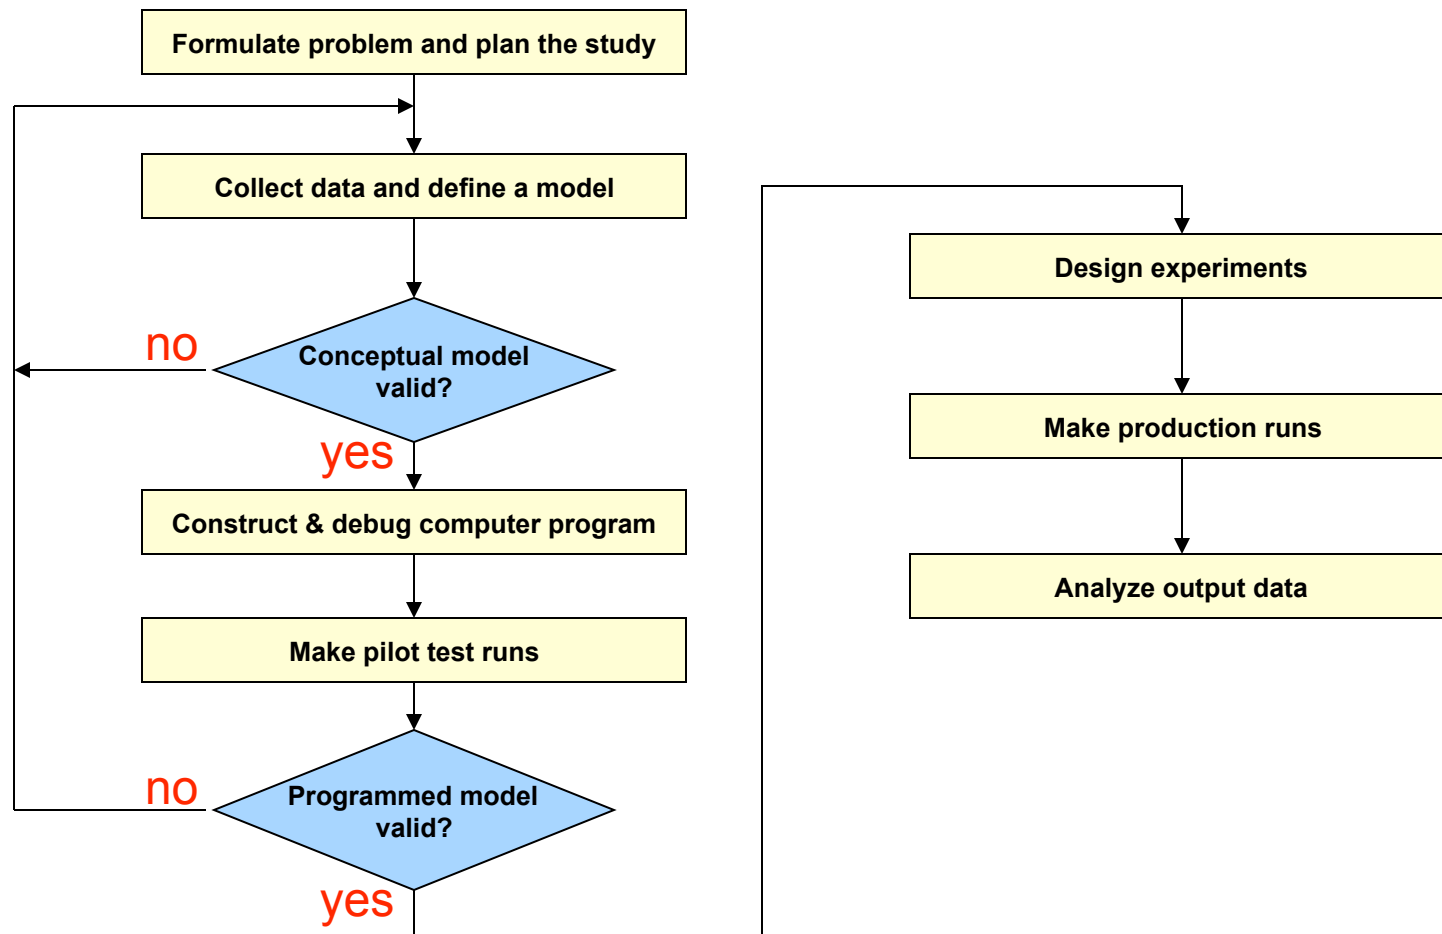 Formulate problem and plan the study
Collect data and define a model
no
Conceptual model
valid?
yes
Construct & debug computer program
Make pilot test runs
no
Programmed model
valid?
yes
Design experiments
Make production runs
Analyze output data